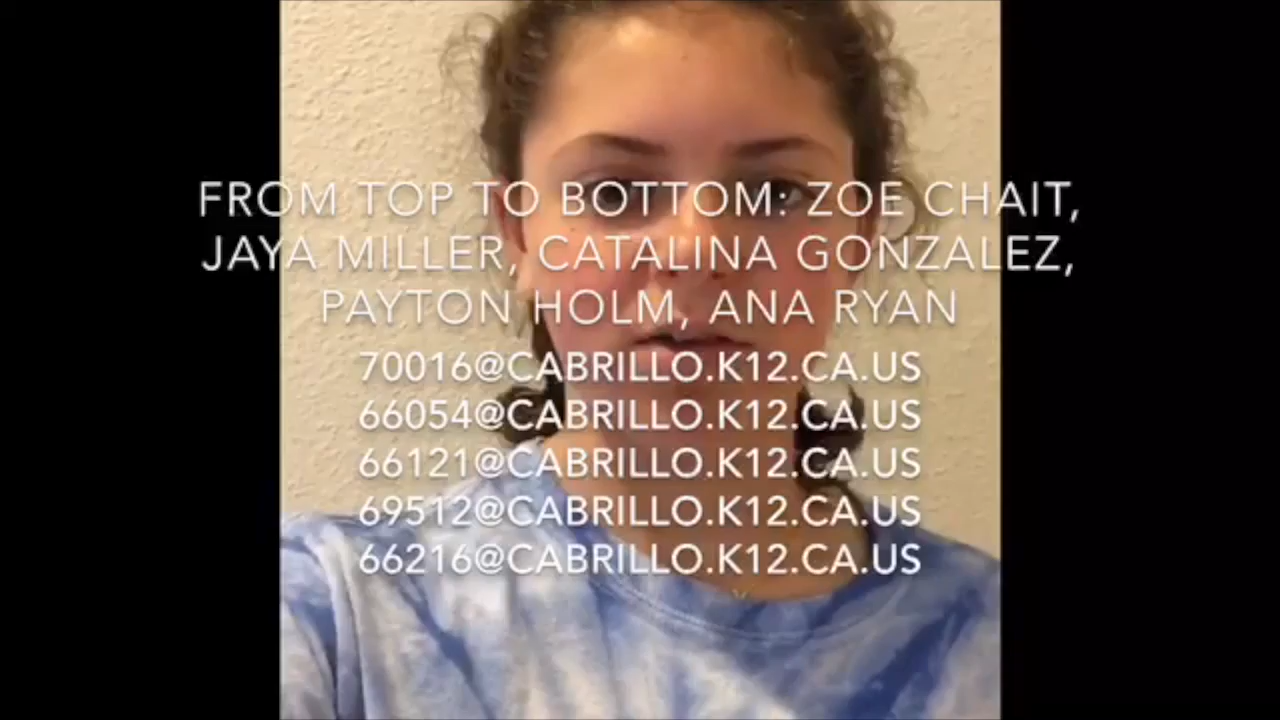 FROM TOP TO BOTTOM: ZOE CHAIT,
JAYA MILLER, CATALINA GONZALEZ,
PAYTON HOLM, ANA RYAN
70016@CABRILLO.K12.CA.US
66054@CABRILLO.K12.CA.US
66121@CABRILLO.K12.CA.US
69512@CABRILLO.K12.CA.US
66216@CABRILLO.K12.CA.US